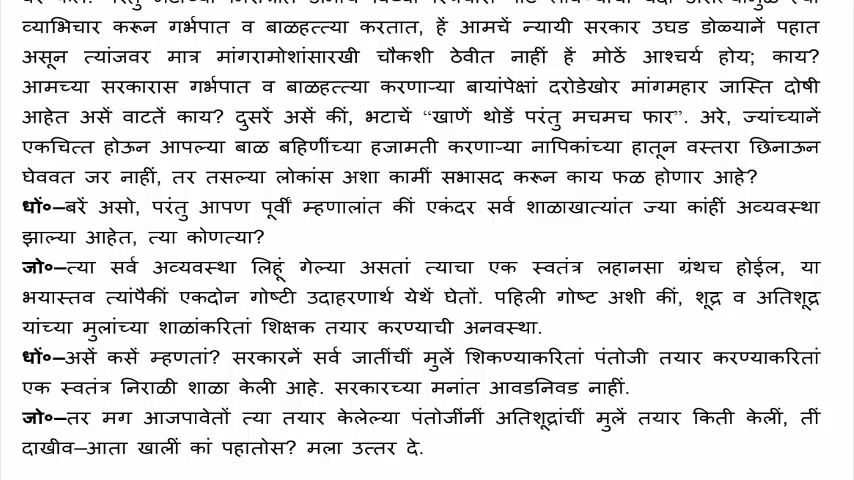 व्याभिचार करून गर्भपात व बाळहत्त्या करतात, हें आमचें न्यायी सरकार उघड डोळ्यानें पहात
असून त्यांजवर मात्र मांगरामोशांसारखी चौकशी ठेवीत नाहीं हें मोठें आश्चर्य होय; काय?
आमच्या सरकारास गर्भपात व बाळहत्त्या करणाऱ्या बायांपेक्षां दरोडेखोर मांगमहार जास्ति दोषी
आहेत असें वाटतें काय? दुसरें असें कीं, भटाचें “खाणें थोडें परंतु मचमच फार”. अरे, ज्यांच्यानें
एकचित्त होऊन आपल्या बाळ बहिणींच्या हजामती करणाऱ्या नापिकांच्या हातून वस्तरा छिनाऊन
घेववत जर नाहीं, तर तसल्या लोकांस अशा कामीं सभासद करून काय फळ होणार आहे?
धों०—बरें असो, परंतु आपण पूर्वीं म्हणालांत कीं एकंदर सर्व शाळाखात्यांत ज्या कांहीं अव्यवस्था
झाल्या आहेत, त्या कोणत्या?
जो०—त्या सर्व अव्यवस्था लिहूं गेल्या असतां त्याचा एक स्वतंत्र लहानसा ग्रंथच होईल, या
भयास्तव त्यांपैकीं एकदोन गोष्टी उदाहरणार्थ येथें घेतों. पहिली गोष्ट अशी कीं, शूद्र व अतिशूद्र
यांच्या मुलांच्या शाळांकरितां शिक्षक तयार करण्याची अनवस्था.
धों०—असें कसें म्हणतां? सरकारनें सर्व जातींचीं मुलें शिकण्याकरितां पंतोजी तयार करण्याकरितां
एक स्वतंत्र निराळी शाळा केली आहे. सरकारच्या मनांत आवडनिवड नाहीं.
जो०—तर मग आजपावेतों त्या तयार केलेल्या पंतोजींनीं अतिशूद्रांचीं मुलें तयार किती केलीं, तीं
दाखीव—आता खालीं कां पहातोस? मला उत्तर दे.